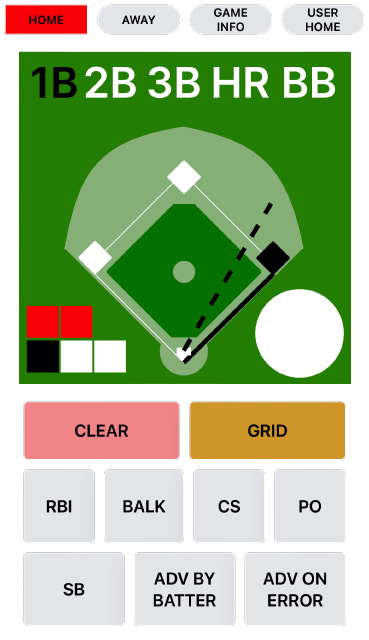 HOME AWAY GAME INFO USER HOME
1B 2B 3B HR BB
CLEAR GRID
RBI BALK CS PO
SB ADV BY BATTER ADV ON ERROR